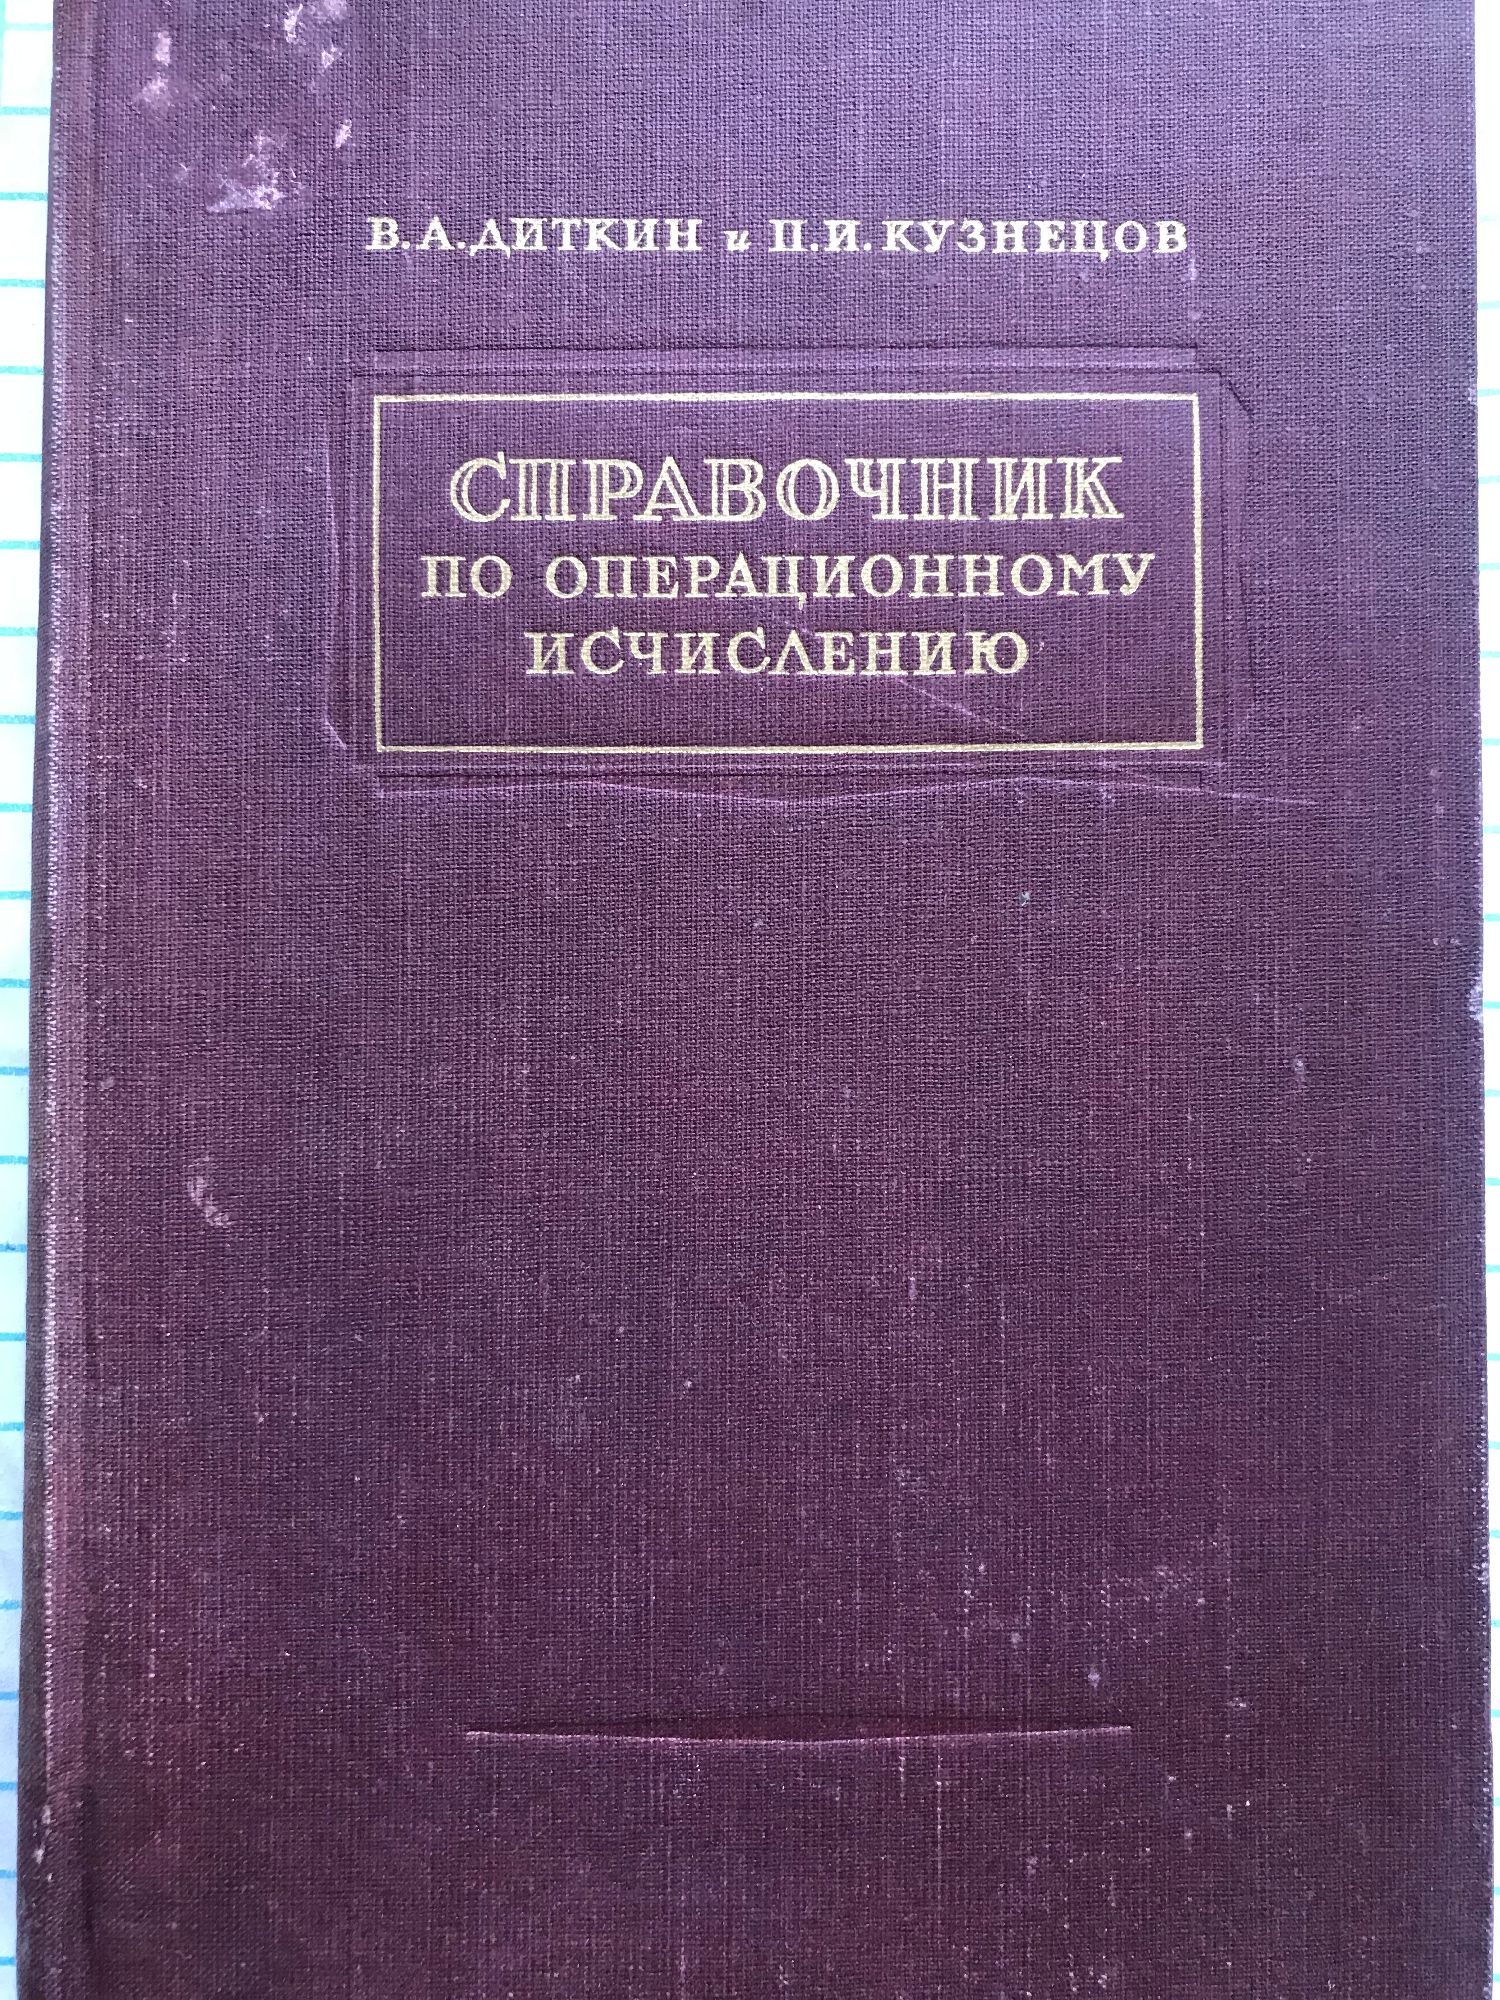 В. А. ДИТКИН и П. И. КУЗНЕЦОВ
СПРАВОЧНИК
ПО ОПЕРАЦИОННОМУ
ИСЧИСЛЕНИЮ